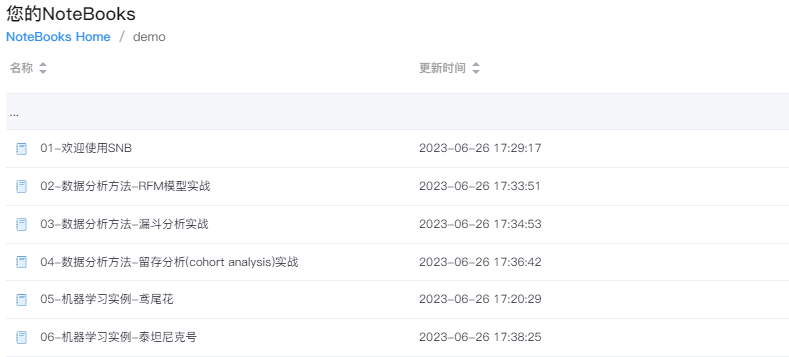 您的NoteBooks
NoteBooks Home / demo
名称 更新时间
...
01-欢迎使用SNB 2023-06-26 17:29:17
02-数据分析方法-RFM模型实战 2023-06-26 17:33:51
03-数据分析方法-漏斗分析实战 2023-06-26 17:34:53
04-数据分析方法-留存分析(cohort analysis)实战 2023-06-26 17:36:42
05-机器学习实例-鸢尾花 2023-06-26 17:20:29
06-机器学习实例-泰坦尼克号 2023-06-26 17:38:25